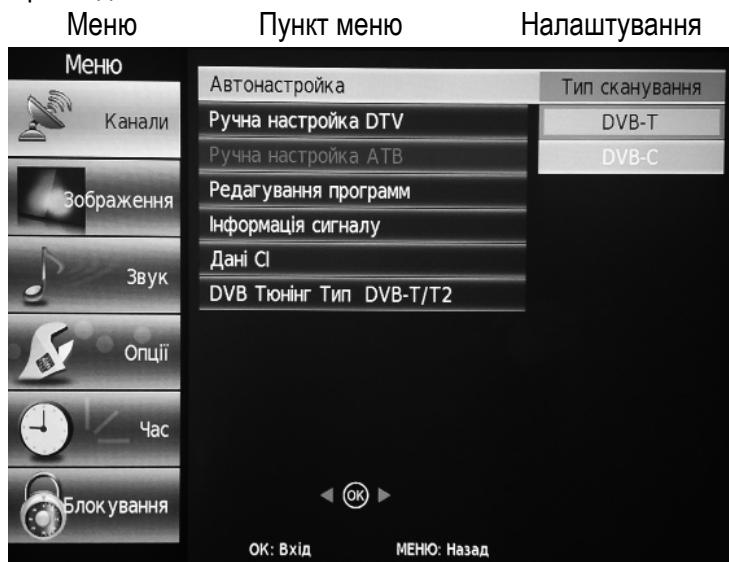 Меню Пункт меню Налаштування
Меню
Канали
Зображення
Звук
Опції
Час
Блокування
Автонастройка
Ручна настройка DTV
Ручна настройка АТВ
Редагування программ
Інформація сигналу
Дані CI
DVB Тюнінг Тип DVB-T/T2
Тип сканування
DVB-T
DVB-C
OK
ОК: Вхід МЕНЮ: Назад